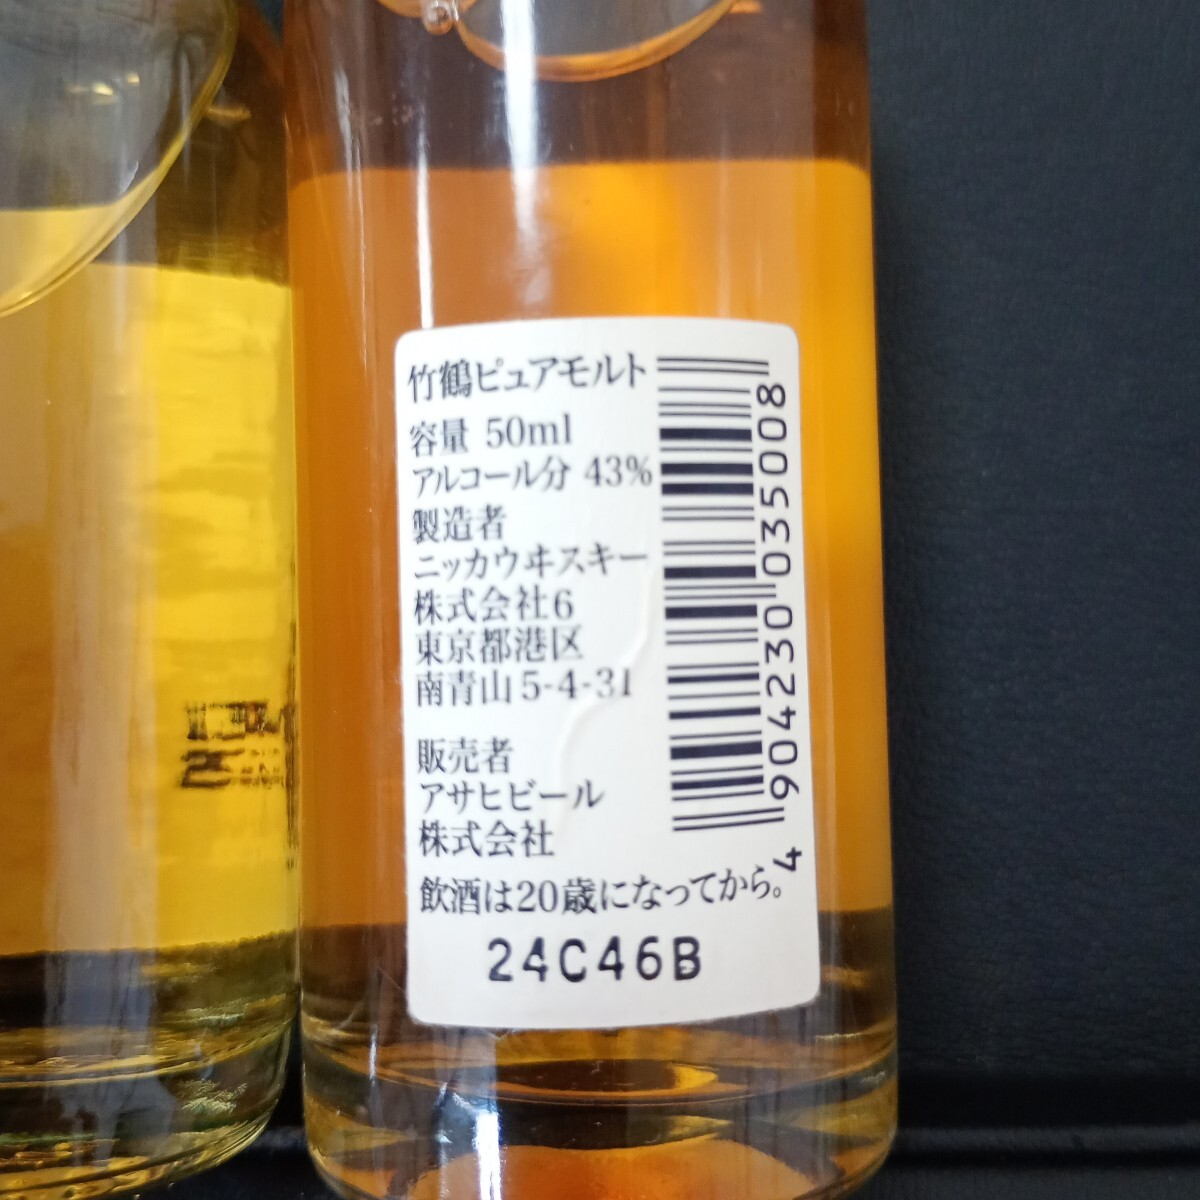 竹鶴ピュアモルト
容量 50ml
アルコール分 43%
製造者
ニッカウヰスキー
株式会社6
東京都港区
南青山5-4-31
販売者
アサヒビール
株式会社
飲酒は20歳になってから。
24C46B
4 904230 035008